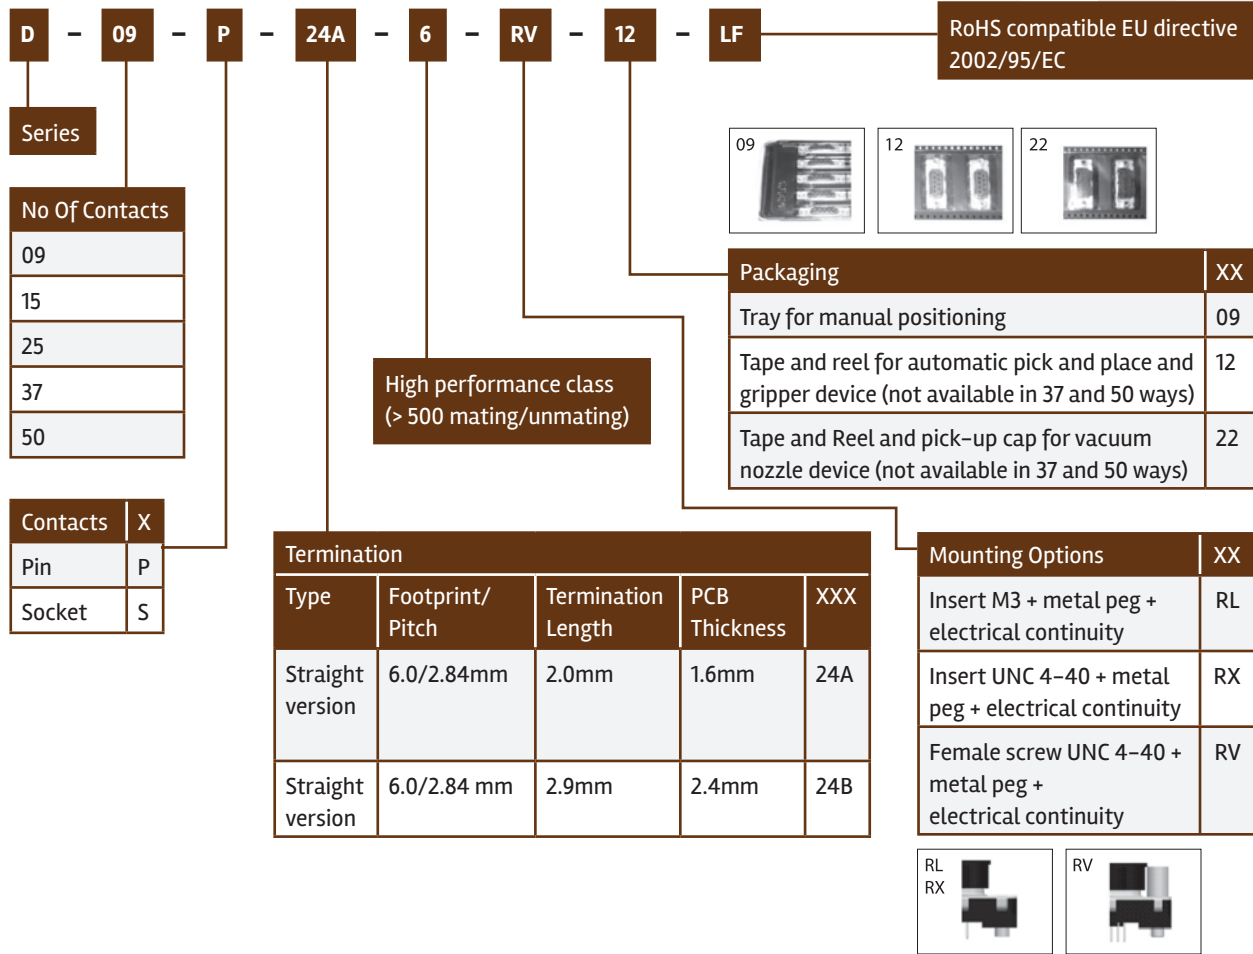 D - 09 - P - 24A - 6 - RV - 12 - LF
RoHS compatible EU directive
2002/95/EC
Series
No Of Contacts
09
15
25
37
50
Contacts X
Pin P
Socket S
High performance class
(> 500 mating/unmating)
09
12
22
Packaging XX
Tray for manual positioning 09
Tape and reel for automatic pick and place and 12
gripper device (not available in 37 and 50 ways)
Tape and Reel and pick-up cap for vacuum 22
nozzle device (not available in 37 and 50 ways)
Termination
Type Footprint/ Termination PCB XXX
Pitch Length Thickness
Straight 6.0/2.84mm 2.0mm 1.6mm 24A
version
Straight 6.0/2.84 mm 2.9mm 2.4mm 24B
version
Mounting Options XX
Insert M3 + metal peg + RL
electrical continuity
Insert UNC 4-40 + metal RX
peg + electrical continuity
Female screw UNC 4-40 + RV
metal peg +
electrical continuity
RL
RX
RV